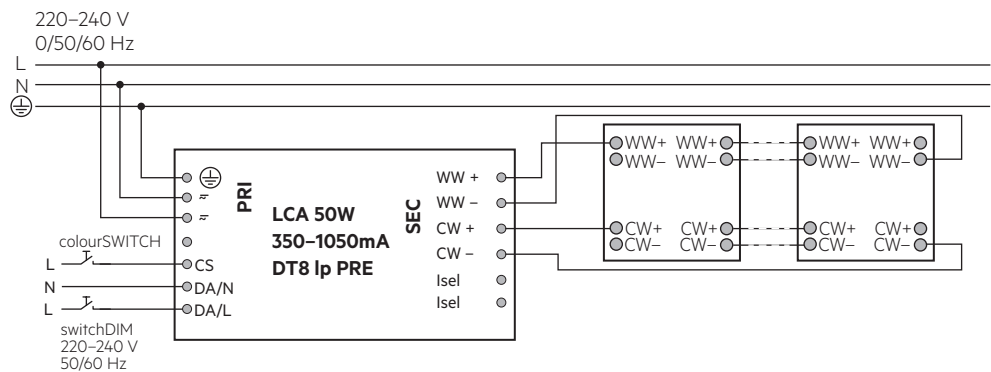 220–240 V
0/50/60 Hz
L
N
PRI
LCA 50W
350–1050mA
DT8 lp PRE
SEC
colourSWITCH
L
CS
N
DA/N
L
DA/L
switchDIM
220–240 V
50/60 Hz
WW +
WW –
CW +
CW –
Isel
Isel
WW+ WW+
WW– WW–
CW+ CW+
CW– CW–
WW+ WW+
WW– WW–
CW+ CW+
CW– CW–